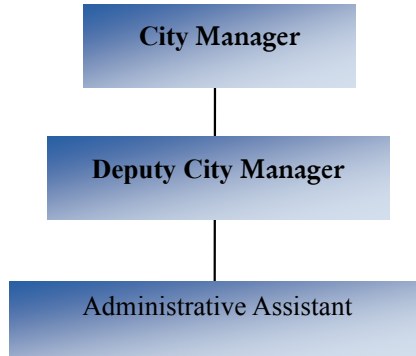 City Manager
Deputy City Manager
Administrative Assistant